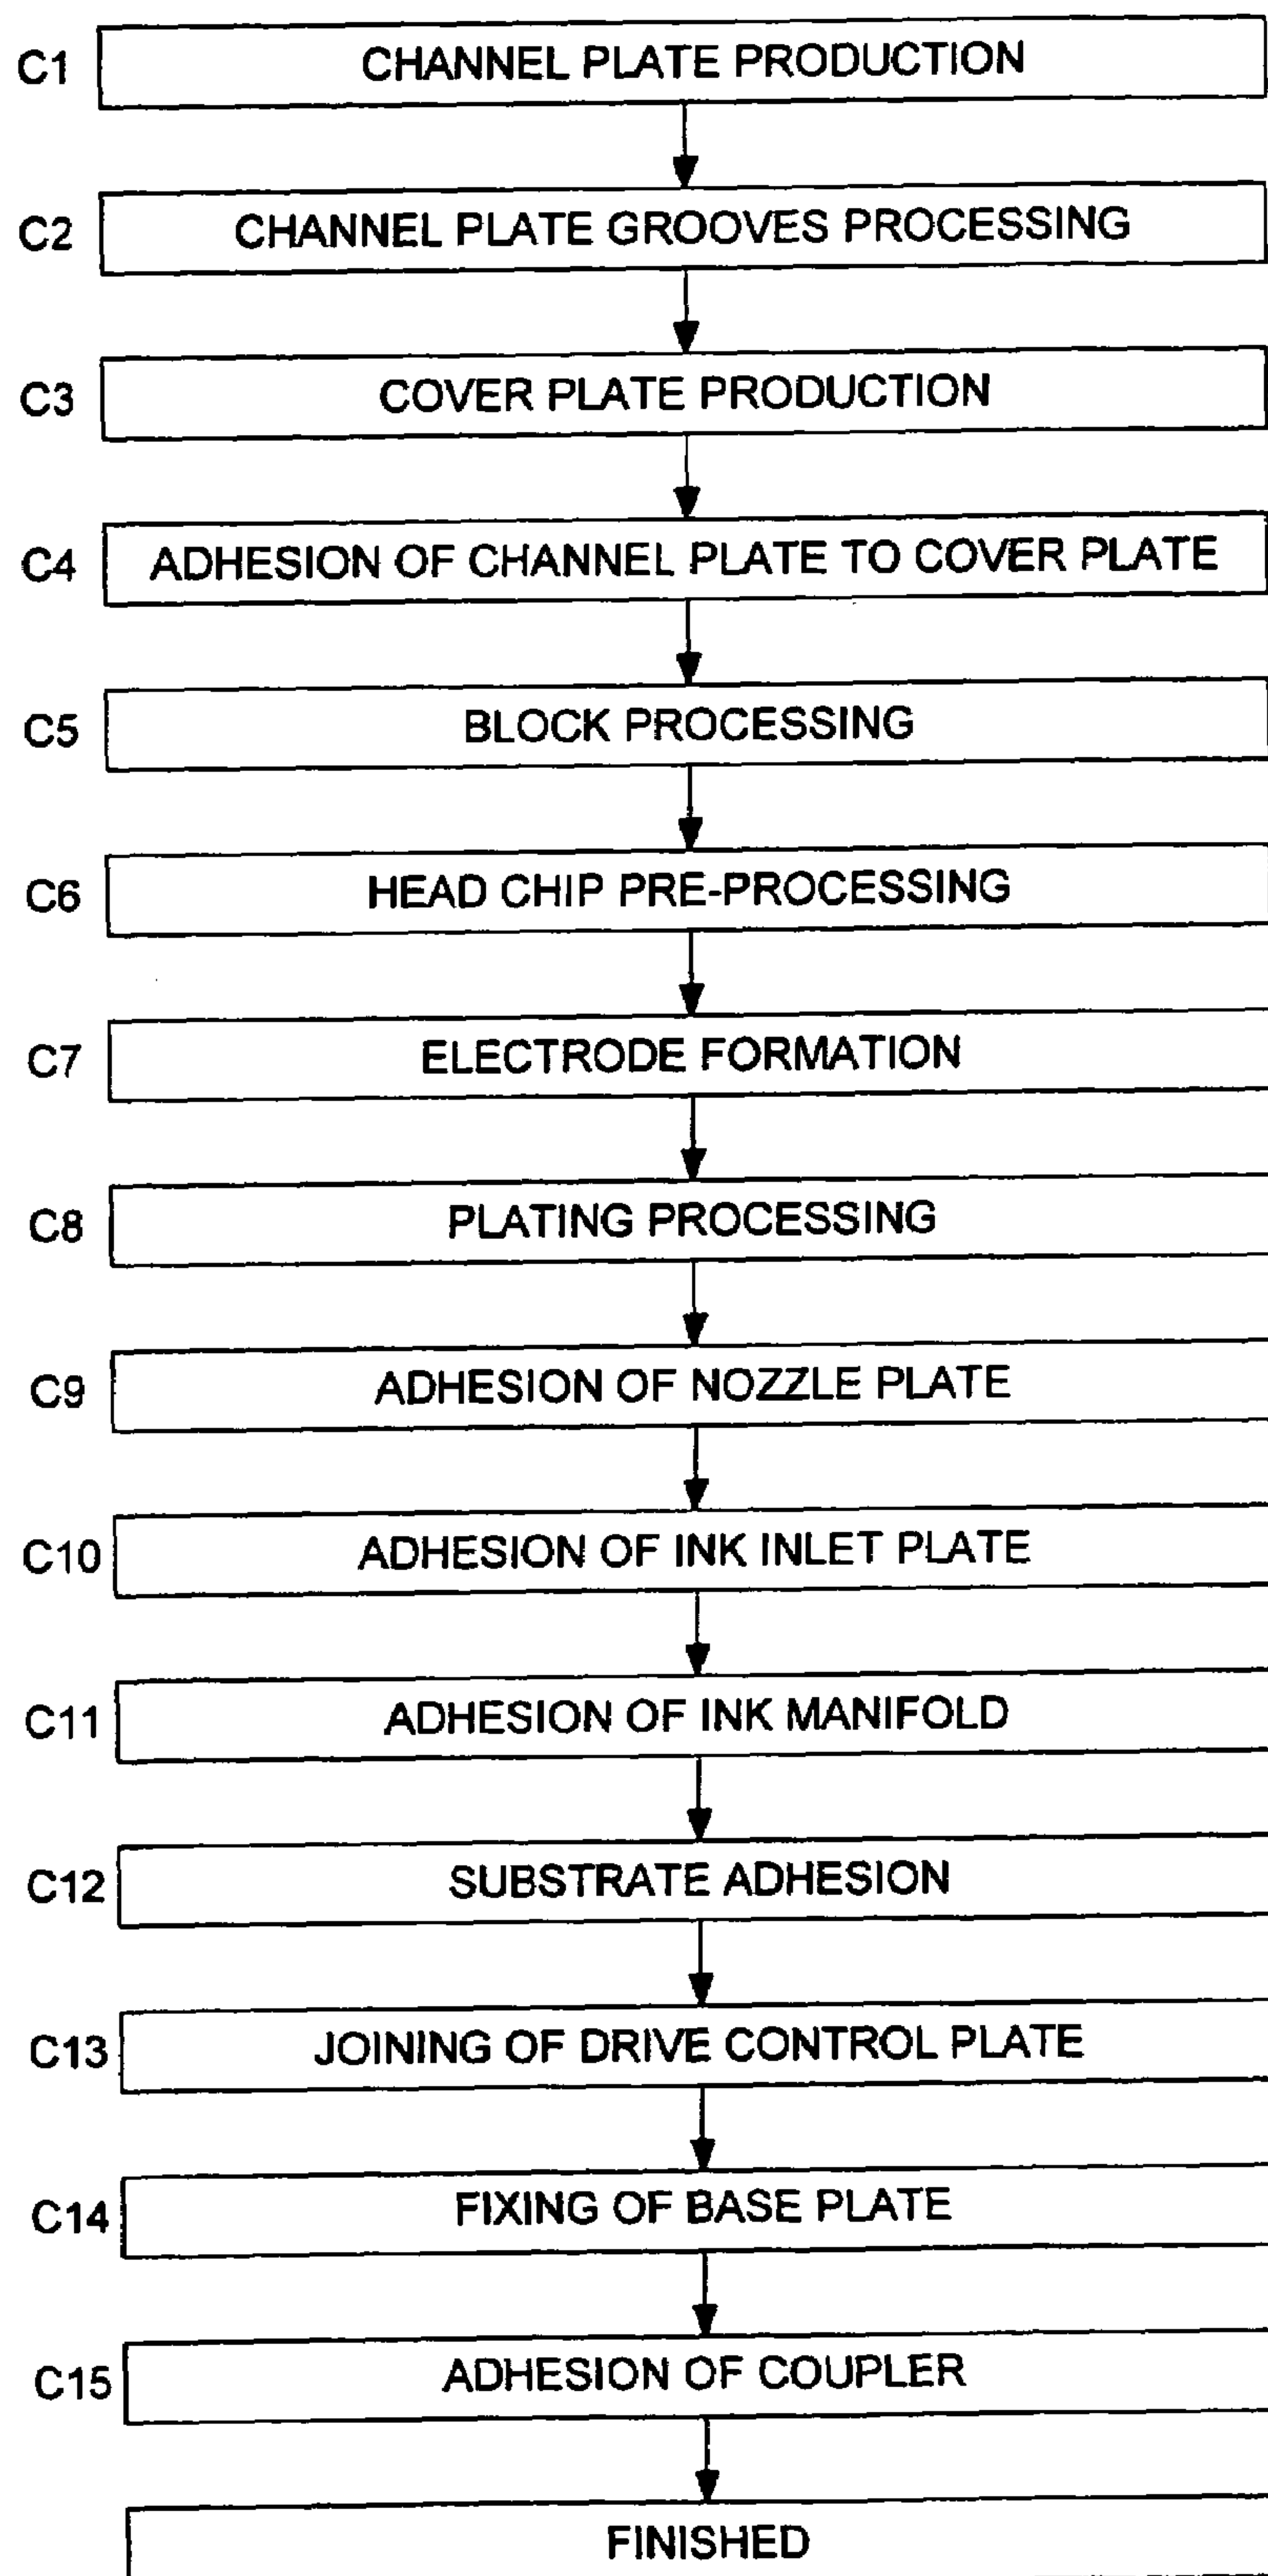 C1 CHANNEL PLATE PRODUCTION
C2 CHANNEL PLATE GROOVES PROCESSING
C3 COVER PLATE PRODUCTION
C4 ADHESION OF CHANNEL PLATE TO COVER PLATE
C5 BLOCK PROCESSING
C6 HEAD CHIP PRE-PROCESSING
C7 ELECTRODE FORMATION
C8 PLATING PROCESSING
C9 ADHESION OF NOZZLE PLATE
C10 ADHESION OF INK INLET PLATE
C11 ADHESION OF INK MANIFOLD
C12 SUBSTRATE ADHESION
C13 JOINING OF DRIVE CONTROL PLATE
C14 FIXING OF BASE PLATE
C15 ADHESION OF COUPLER
FINISHED